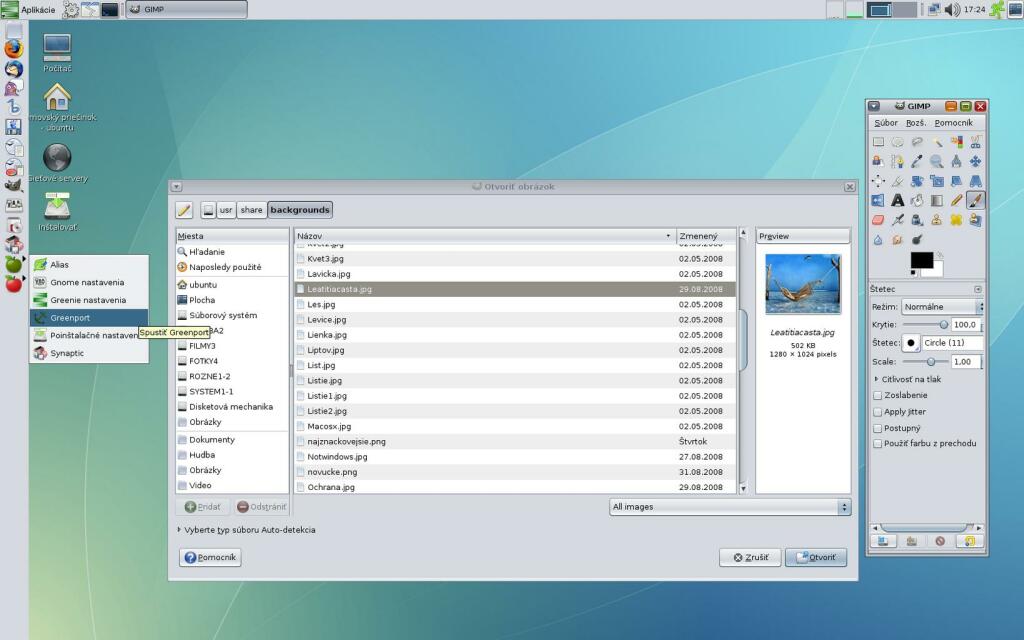 Aplikácie
GIMP
17:24
Počítač
movský priečinok
- ubuntu
Sieťové servery
Inštalovať
Alias
Gnome nastavenia
Greenie nastavenia
Greenport
Poinštalačné nastaven
Synaptic
Spustiť Greenport
Otvoriť obrázok
usr
share
backgrounds
Miesta
Hľadanie
Naposledy použité
ubuntu
Plocha
Súborový systém
BA2
FILMY3
FOTKY4
ROZNE1-2
SYSTEM1-1
Disketová mechanika
Obrázky
Dokumenty
Hudba
Obrázky
Video
Názov Zmenený
Kvet2.jpg 02.05.2008
Kvet3.jpg 02.05.2008
Lavicka.jpg 02.05.2008
Leatitiacasta.jpg 29.08.2008
Les.jpg 02.05.2008
Levice.jpg 02.05.2008
Lienka.jpg 02.05.2008
Liptov.jpg 02.05.2008
List.jpg 02.05.2008
Listie.jpg 02.05.2008
Listie1.jpg 02.05.2008
Listie2.jpg 02.05.2008
Macosx.jpg 02.05.2008
najznackovejsie.png Štvrtok
Notwindows.jpg 27.08.2008
novucke.png 31.08.2008
Ochrana.jpg 29.08.2008
Preview
Leatitiacasta.jpg
502 KB
1280 × 1024 pixels
Pridať
Odstrániť
All images
Vyberte typ súboru Auto-detekcia
Pomocník
Zrušiť
Otvoriť
GIMP
Súbor Rozš. Pomocník
Štetec
Režim: Normálne
Krytie: 100,0
Štetec: Circle (11)
Scale: 1,00
Citlivosť na tlak
Zoslabenie
Apply Jitter
Postupný
Použiť farbu z prechodu